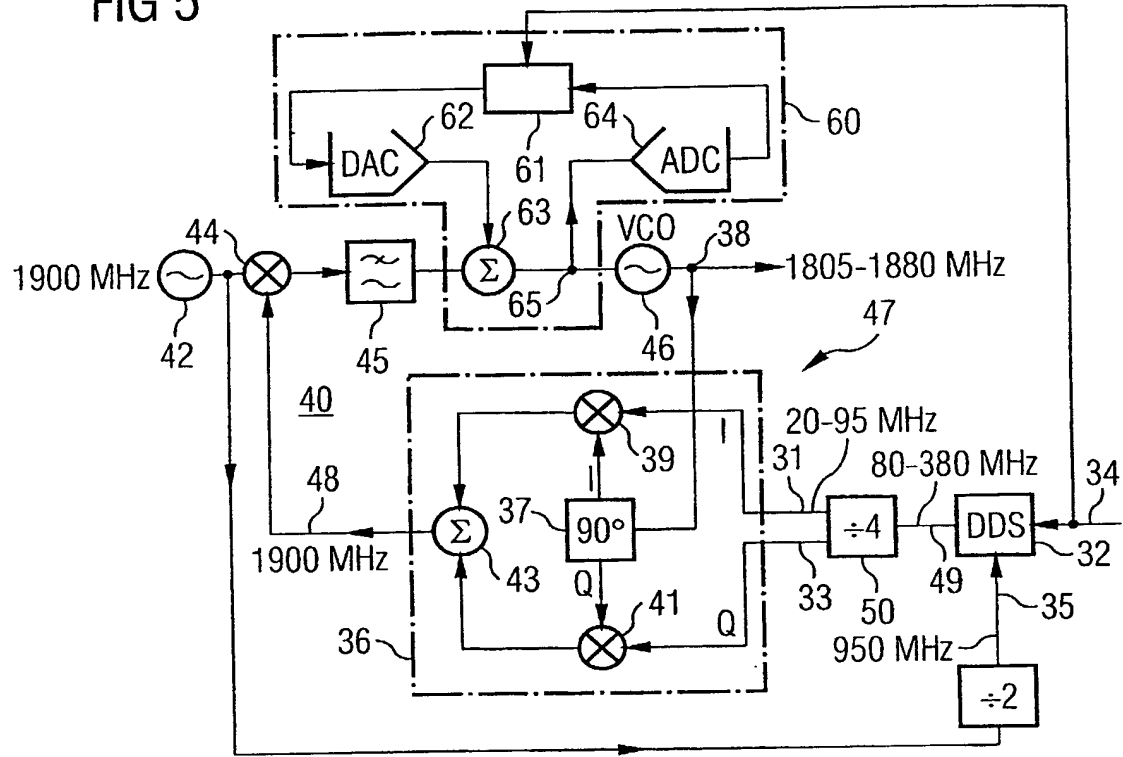 FIG 5
62
64
60
DAC
61
ADC
63
VCO
38
44
Σ
1900 MHz
1805-1880 MHz
65
42
45
46
47
40
20-95 MHz
I
39
31
80-380 MHz
48
I
37
34
Σ
90°
÷4
DDS
1900 MHz
43
Q
33
50
49
32
41
Q
35
36
950 MHz
÷2